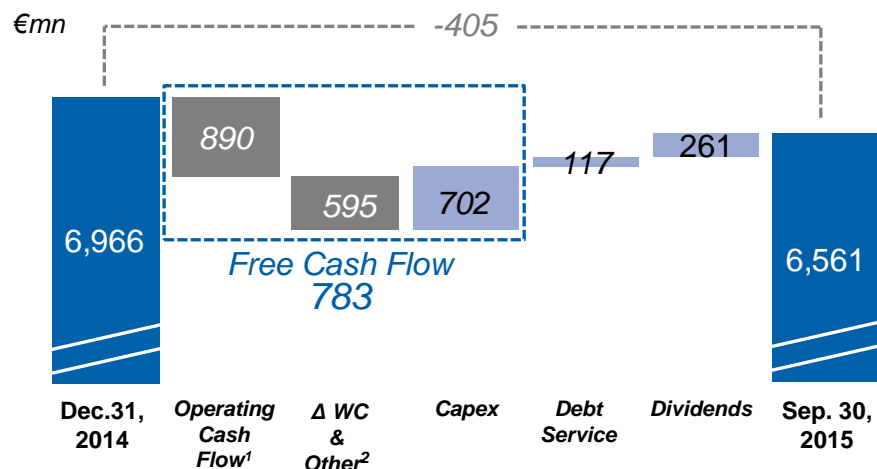 €mn
-405
890
595
702
117
261
6,966
6,561
Free Cash Flow
783
Dec.31,
2014
Operating
Cash
Flow¹
Δ WC
&
Other²
Capex
Debt
Service
Dividends
Sep. 30,
2015